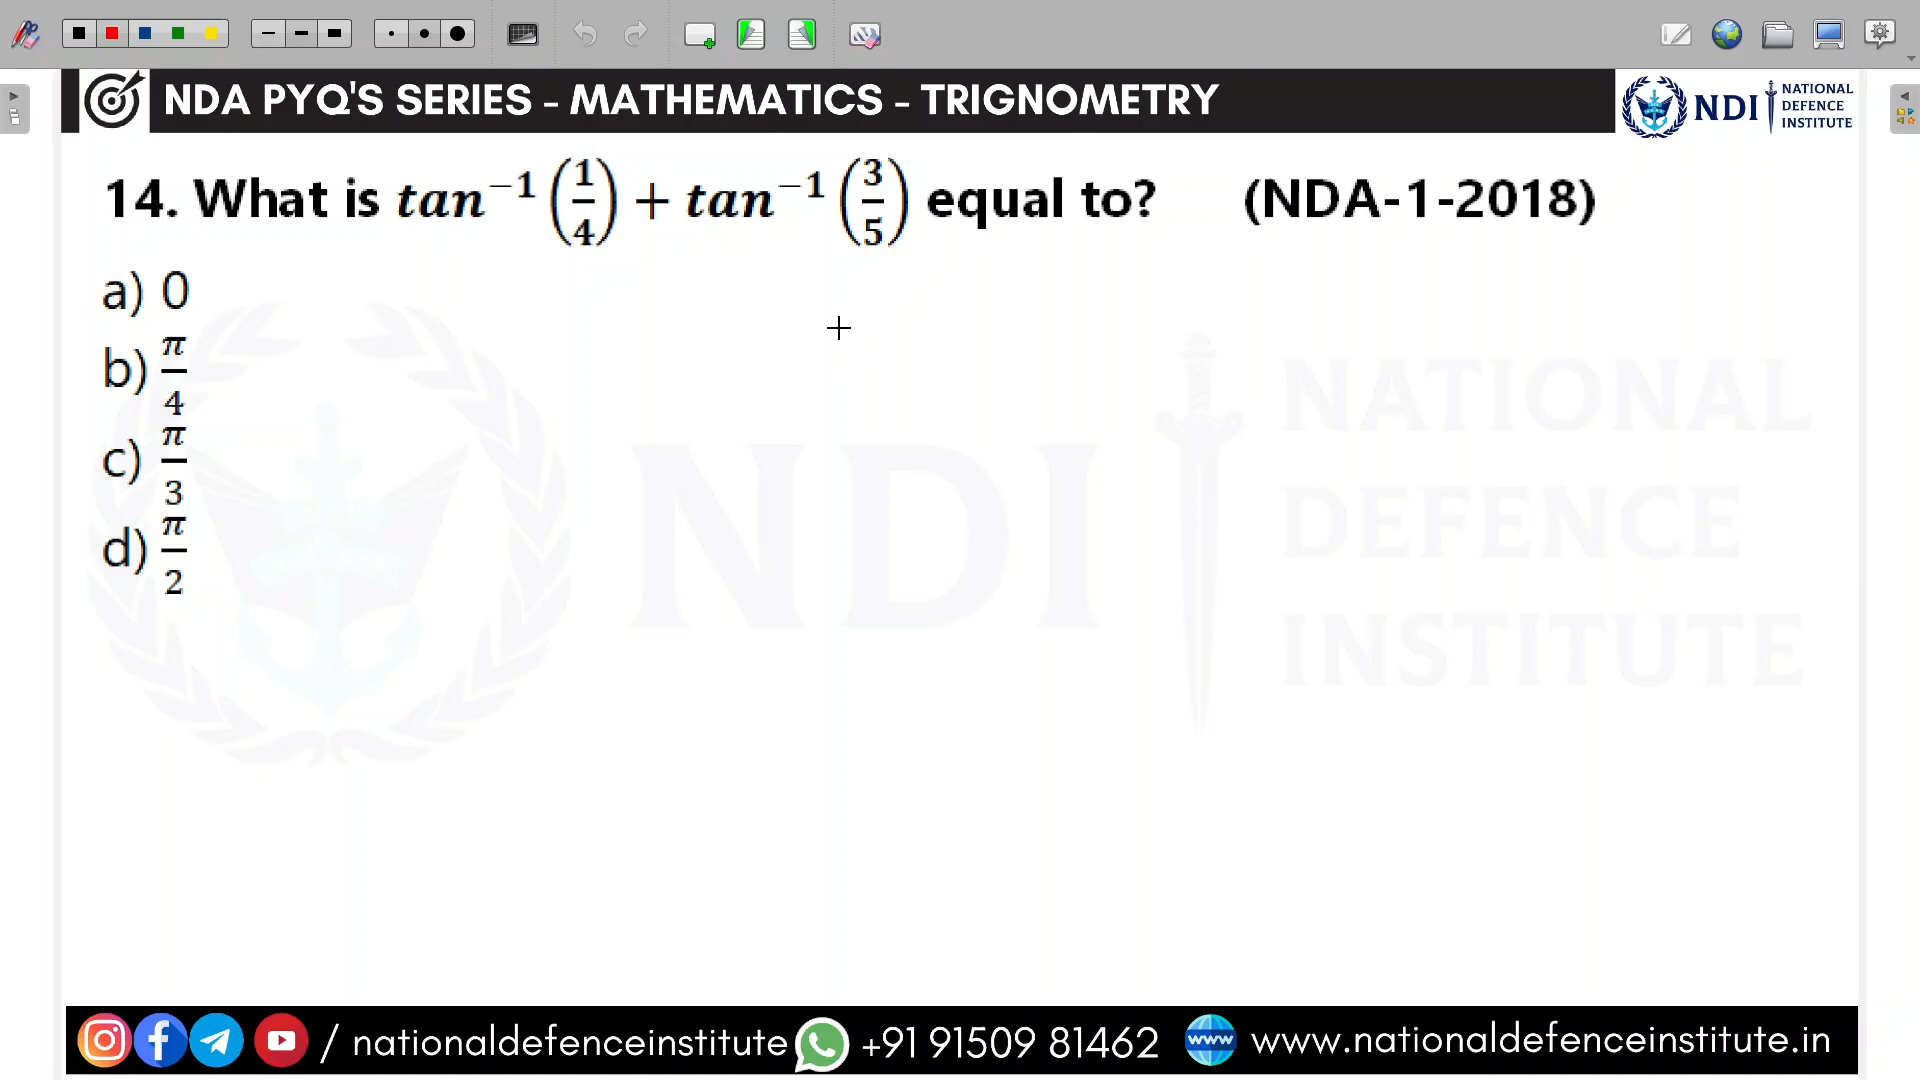 NDA PYQ'S SERIES - MATHEMATICS - TRIGNOMETRY
NDI NATIONAL DEFENCE INSTITUTE
14. What is tan⁻¹(1/4) + tan⁻¹(3/5) equal to? (NDA-1-2018)
a) 0
b) π/4
c) π/3
d) π/2
NDI
NATIONAL
DEFENCE
INSTITUTE
/ nationaldefenceinstitute +91 91509 81462 www www.nationaldefenceinstitute.in